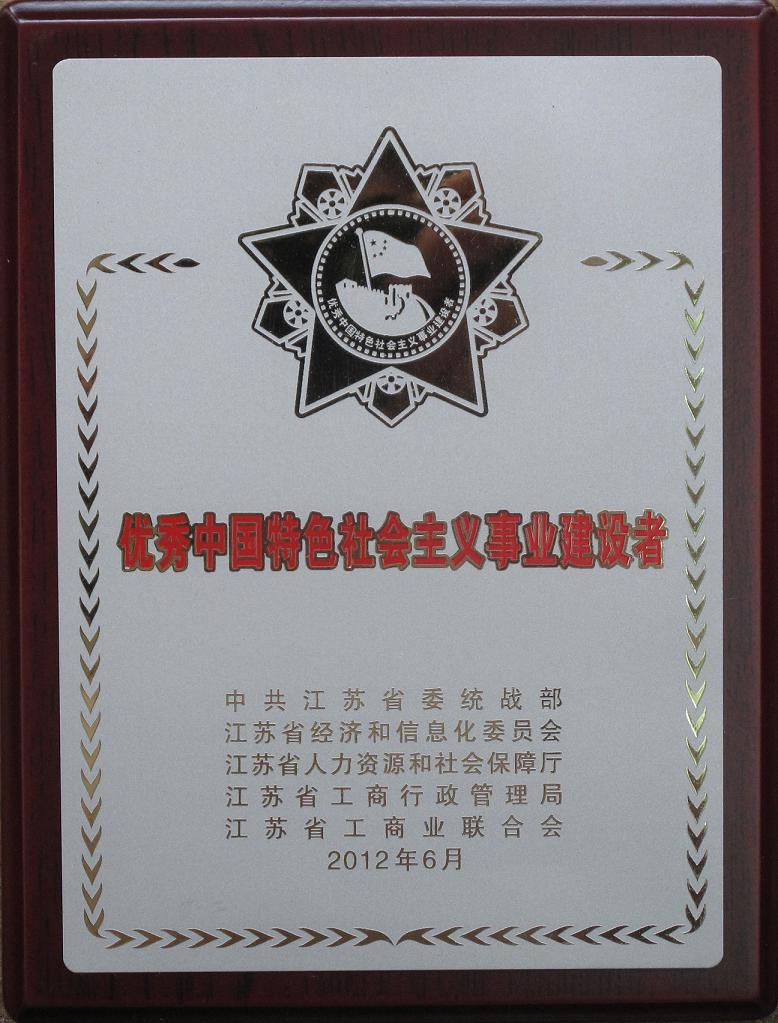 优秀中国特色社会主义事业建设者
优秀中国特色社会主义事业建设者
中共江苏省委统战部
江苏省经济和信息化委员会
江苏省人力资源和社会保障厅
江苏省工商行政管理局
江苏省工商业联合会
2012年6月